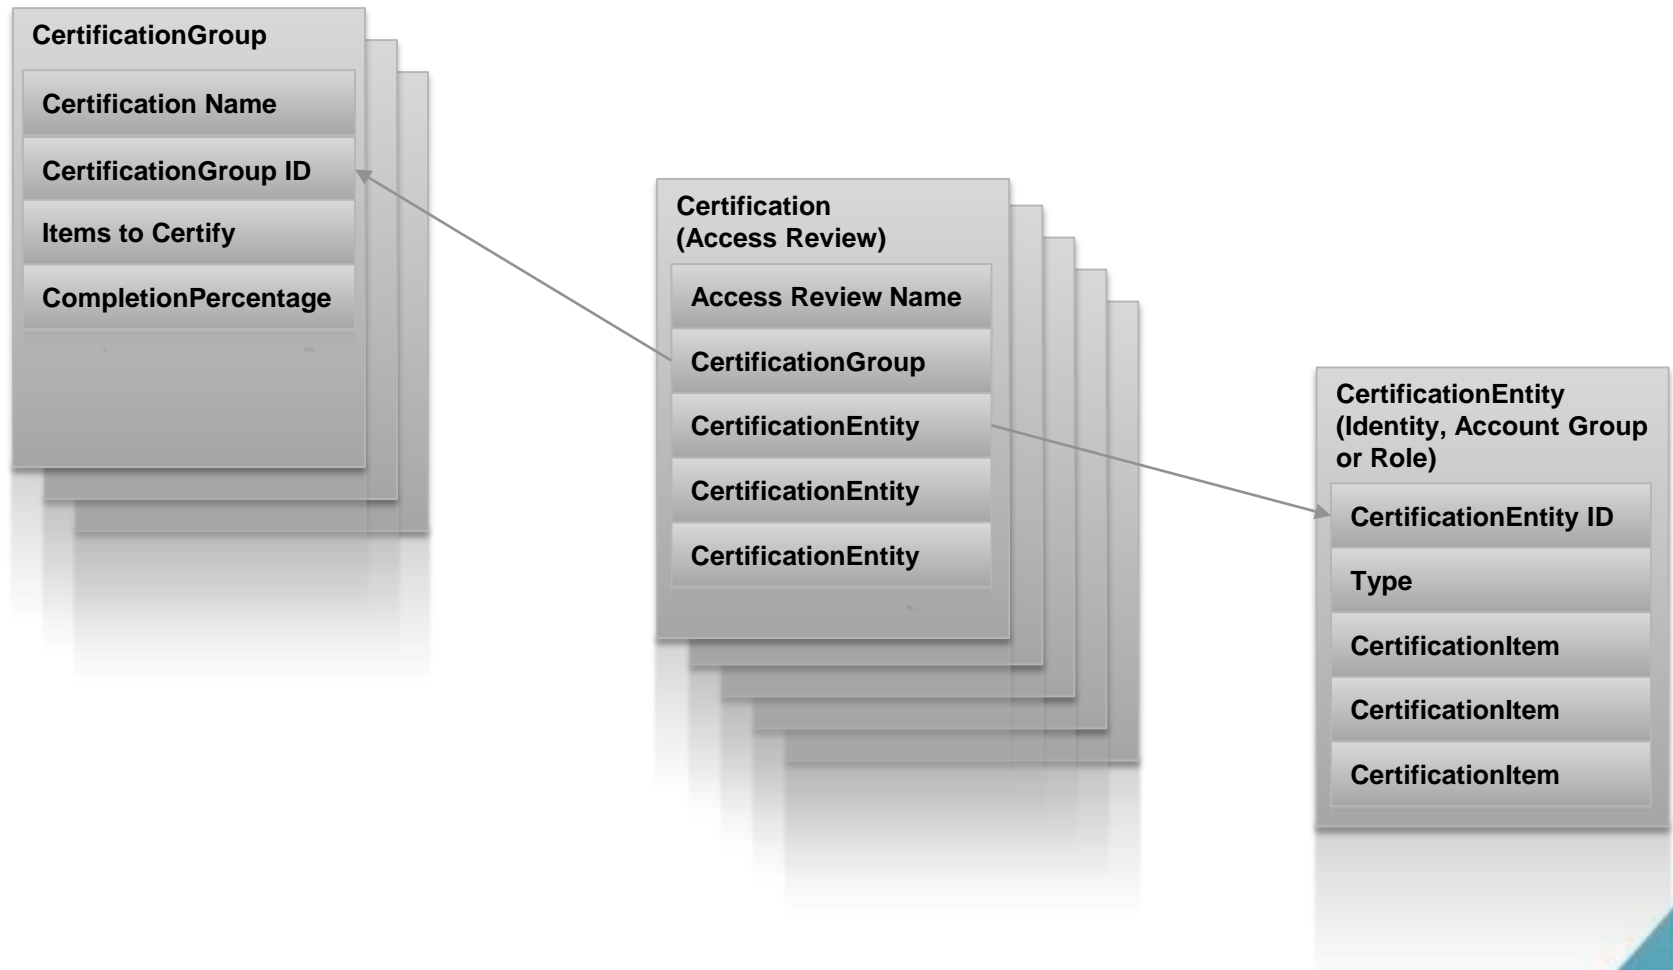 CertificationGroup
Certification Name
CertificationGroup ID
Items to Certify
CompletionPercentage
Certification
(Access Review)
Access Review Name
CertificationGroup
CertificationEntity
CertificationEntity
CertificationEntity
CertificationEntity
(Identity, Account Group
or Role)
CertificationEntity ID
Type
CertificationItem
CertificationItem
CertificationItem